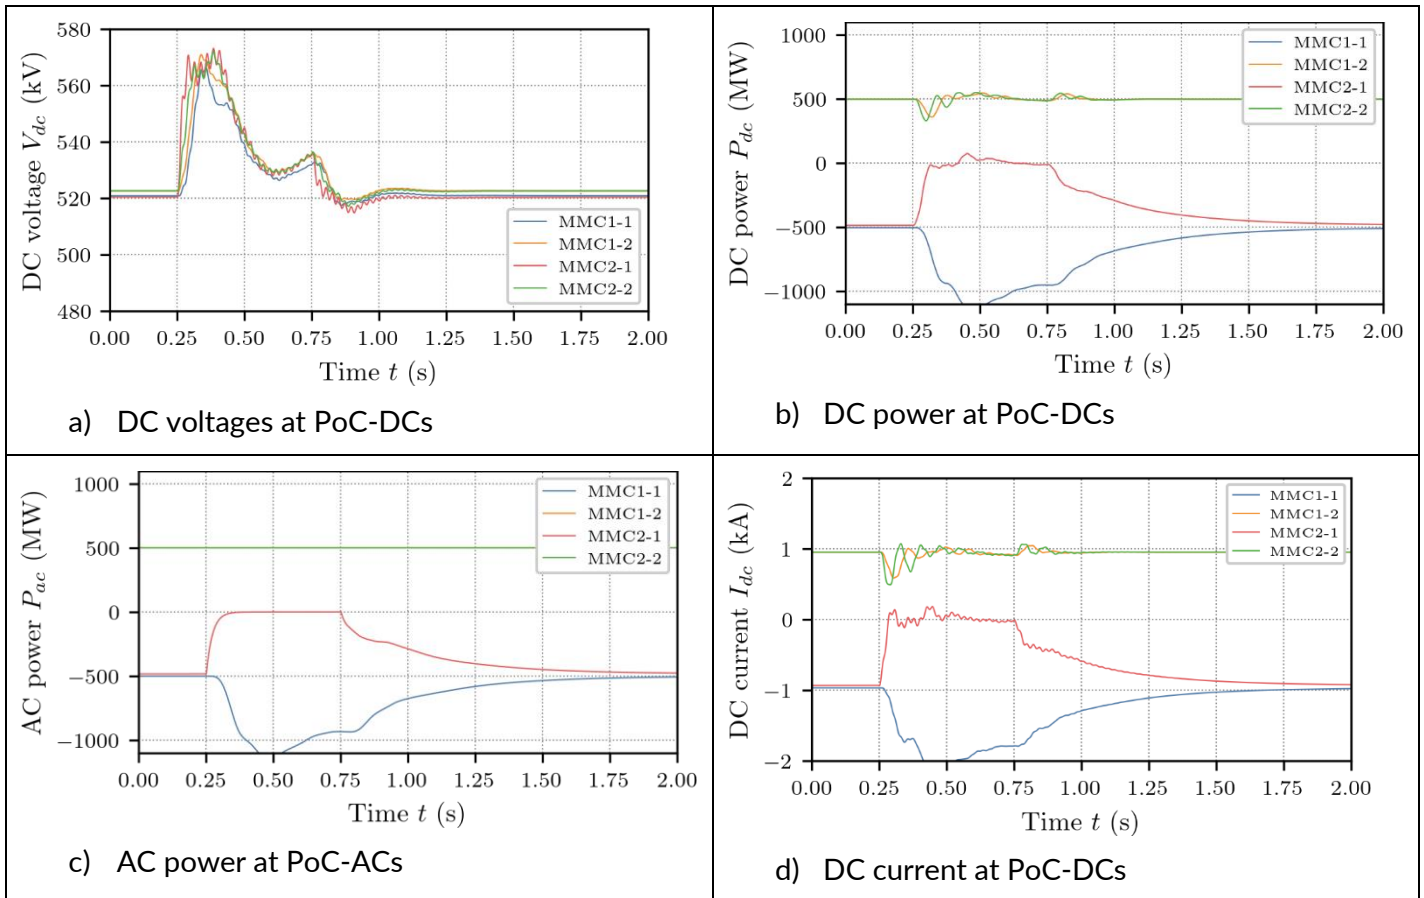 580
560
540
520
500
480
DC voltage V_dc (kV)
MMC1-1
MMC1-2
MMC2-1
MMC2-2
0.00 0.25 0.50 0.75 1.00 1.25 1.50 1.75 2.00
Time t (s)
a) DC voltages at PoC-DCs
1000
500
0
−500
−1000
DC power P_dc (MW)
MMC1-1
MMC1-2
MMC2-1
MMC2-2
0.00 0.25 0.50 0.75 1.00 1.25 1.50 1.75 2.00
Time t (s)
b) DC power at PoC-DCs
1000
500
0
−500
−1000
AC power P_ac (MW)
MMC1-1
MMC1-2
MMC2-1
MMC2-2
0.00 0.25 0.50 0.75 1.00 1.25 1.50 1.75 2.00
Time t (s)
c) AC power at PoC-ACs
2
1
0
−1
−2
DC current I_dc (kA)
MMC1-1
MMC1-2
MMC2-1
MMC2-2
0.00 0.25 0.50 0.75 1.00 1.25 1.50 1.75 2.00
Time t (s)
d) DC current at PoC-DCs